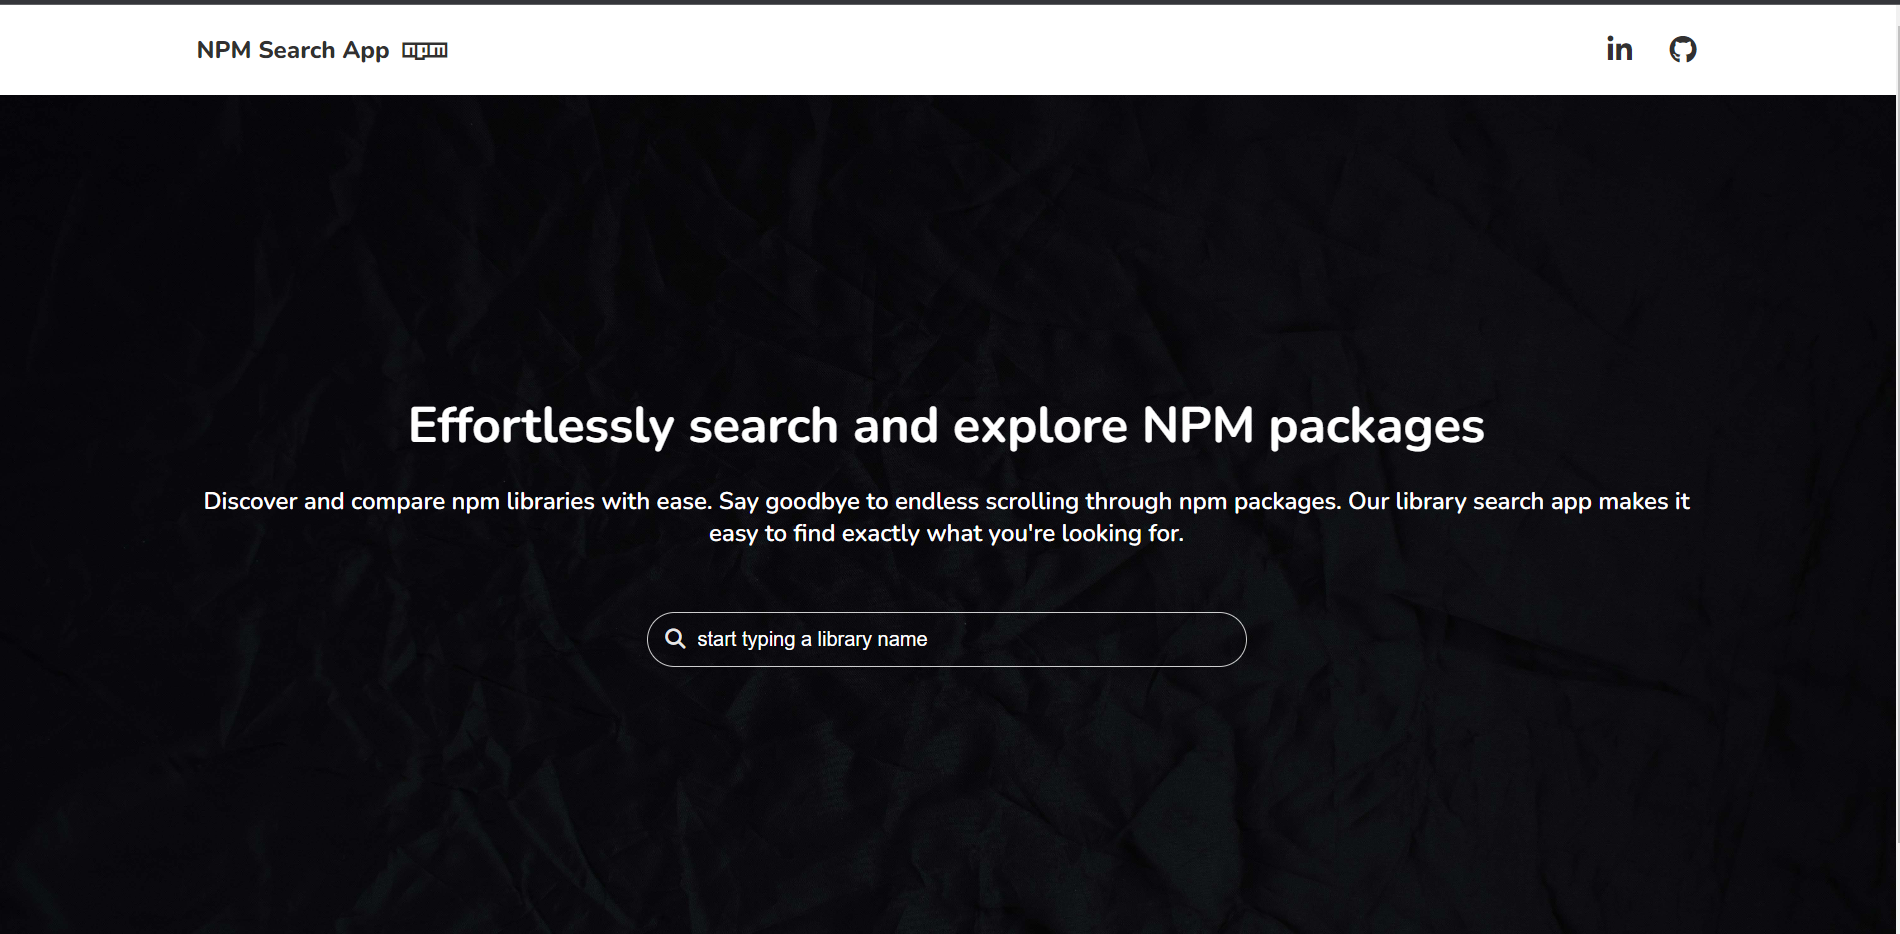 NPM Search App npm
in
Effortlessly search and explore NPM packages
Discover and compare npm libraries with ease. Say goodbye to endless scrolling through npm packages. Our library search app makes it
easy to find exactly what you're looking for.
start typing a library name